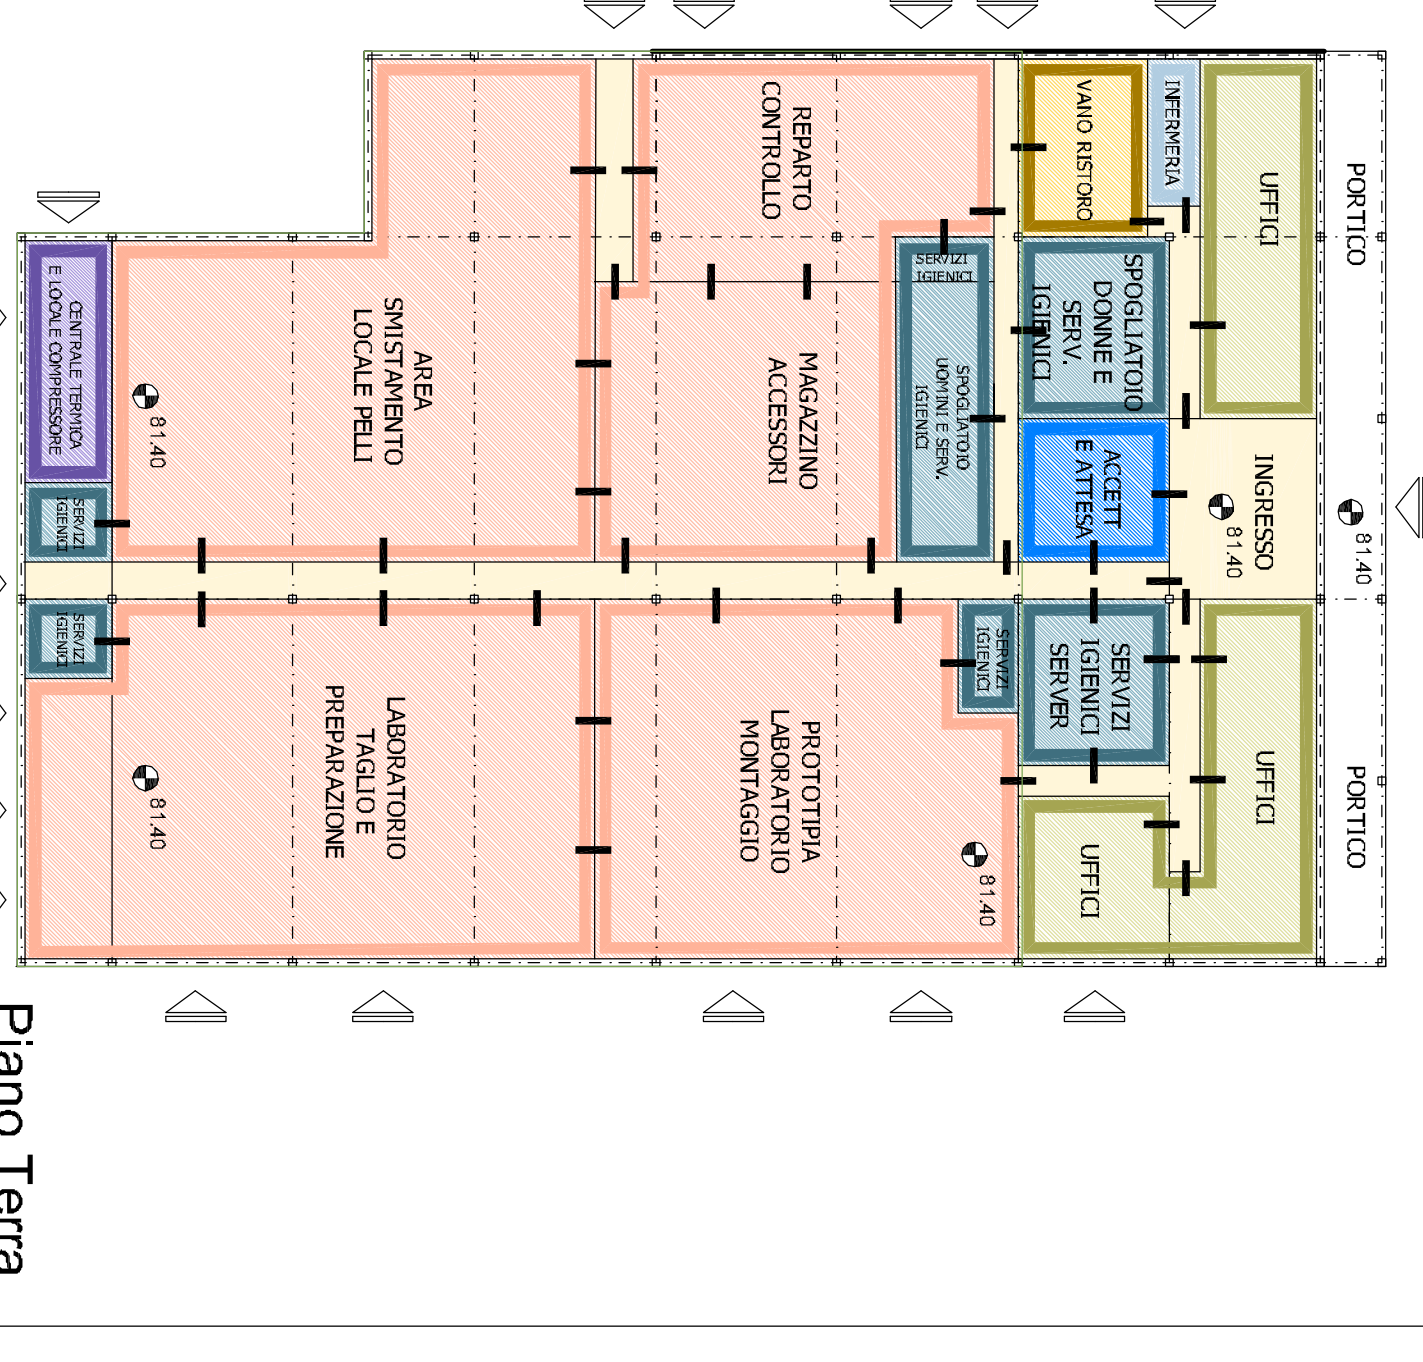 PORTICO
PORTICO
UFFICI
INGRESSO
81.40
81.40
UFFICI
INFERMERIA
VANO RISTORO
SPOGLIATOIO
DONNE E
SERV.
IGIENICI
ACCETT
E ATTESA
SERVIZI
IGIENICI
SERVER
UFFICI
SERVIZI
IGIENICI
SPOGLIATOIO
UOMINI E SERV.
IGIENICI
SERVIZI
IGIENICI
81.40
REPARTO
CONTROLLO
MAGAZZINO
ACCESSORI
PROTOTIPIA
LABORATORIO
MONTAGGIO
AREA
SMISTAMENTO
LOCALE PELLI
LABORATORIO
TAGLIO E
PREPARAZIONE
81.40
81.40
CENTRALE TERMICA
E LOCALE COMPRESSORE
SERVIZI
IGIENICI
SERVIZI
IGIENICI
Piano Terra